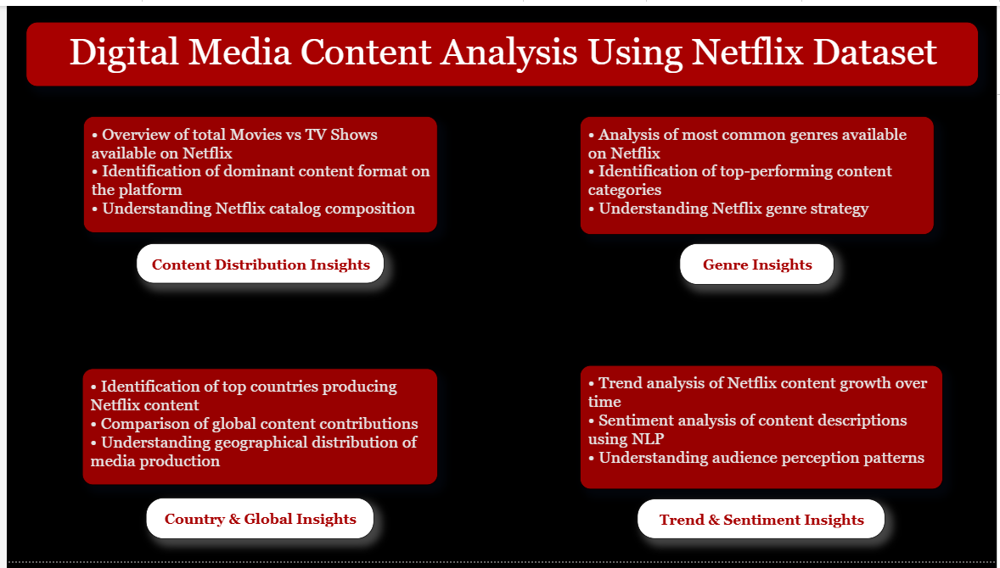 Digital Media Content Analysis Using Netflix Dataset
• Overview of total Movies vs TV Shows
available on Netflix
• Identification of dominant content format on
the platform
• Understanding Netflix catalog composition
Content Distribution Insights
• Analysis of most common genres available
on Netflix
• Identification of top-performing content
categories
• Understanding Netflix genre strategy
Genre Insights
• Identification of top countries producing
Netflix content
• Comparison of global content contributions
• Understanding geographical distribution of
media production
Country & Global Insights
• Trend analysis of Netflix content growth over
time
• Sentiment analysis of content descriptions
using NLP
• Understanding audience perception patterns
Trend & Sentiment Insights